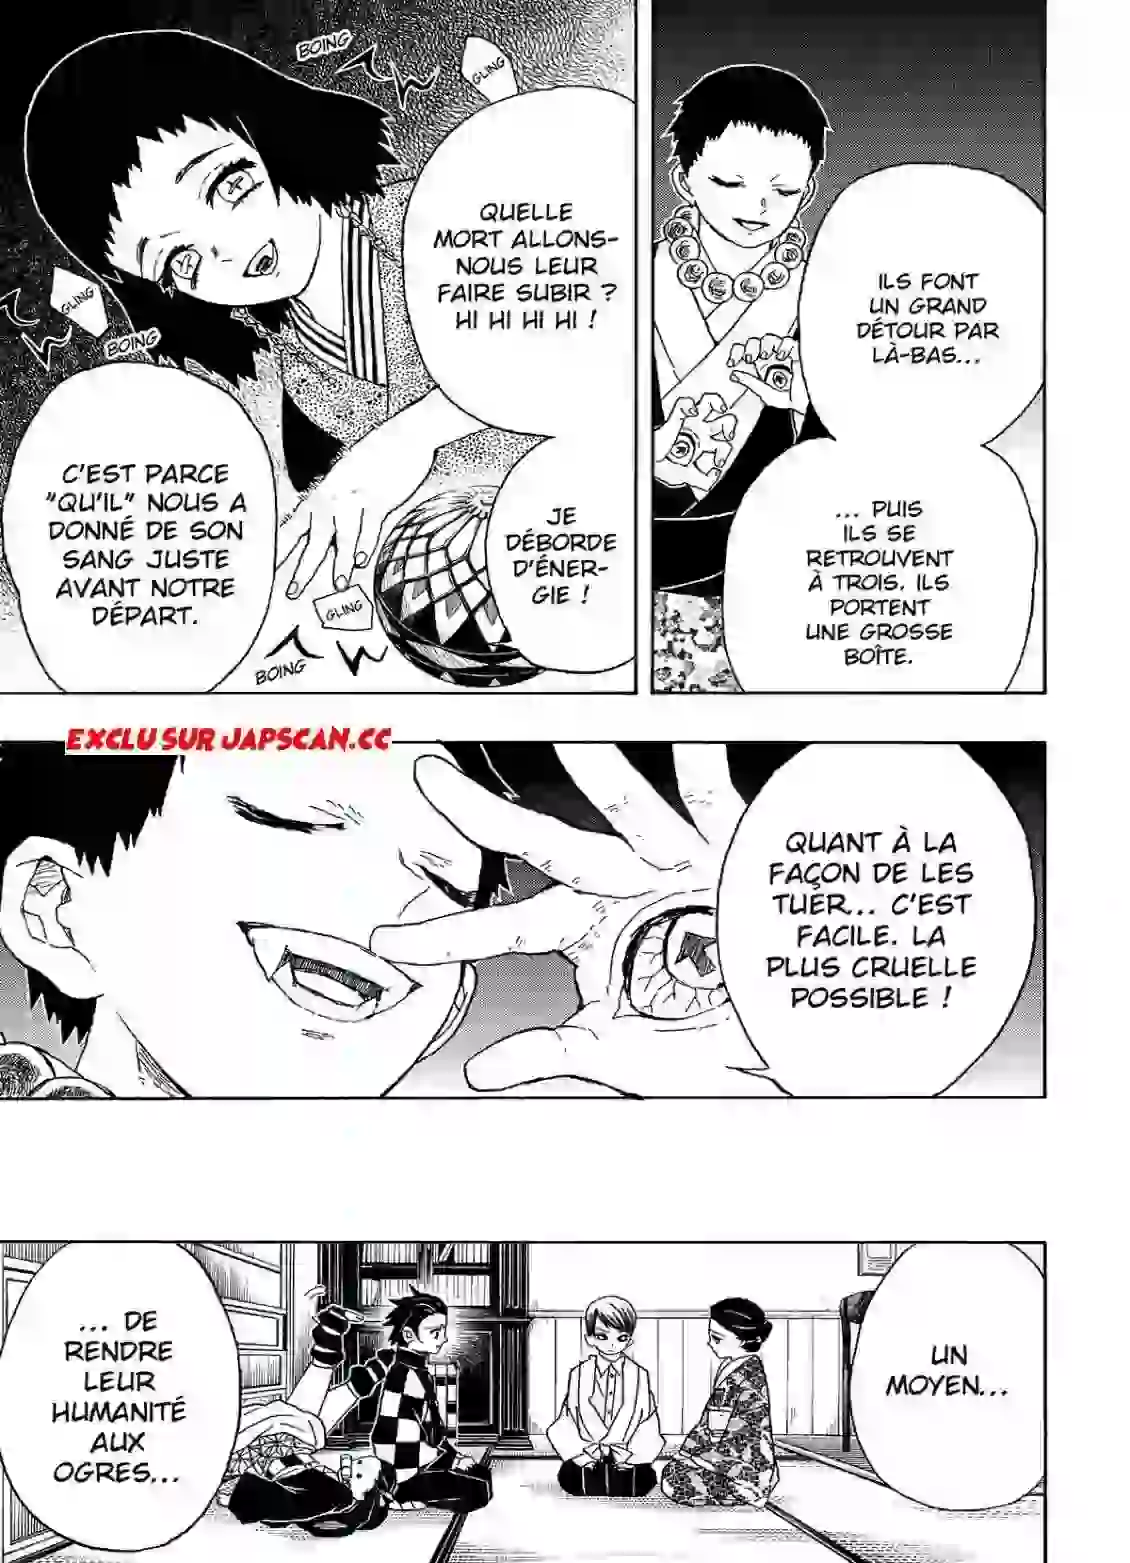 ILS FONT
UN GRAND
DÉTOUR PAR
LÀ-BAS...
... PUIS
ILS SE
RETROUVENT
À TROIS. ILS
PORTENT
UNE GROSSE
BOÎTE.
BOING
GLING
QUELLE
MORT ALLONS-
NOUS LEUR
FAIRE SUBIR ?
HI HI HI HI !
JE
DÉBORDE
D'ÉNER-
GIE !
GLING
BOING
C'EST PARCE
"QU'IL" NOUS A
DONNÉ DE SON
SANG JUSTE
AVANT NOTRE
DÉPART.
GLING
BOING
EXCLU SUR JAPSCAN.CC
QUANT À LA
FAÇON DE LES
TUER... C'EST
FACILE. LA
PLUS CRUELLE
POSSIBLE !
UN
MOYEN...
... DE
RENDRE
LEUR
HUMANITÉ
AUX
OGRES...